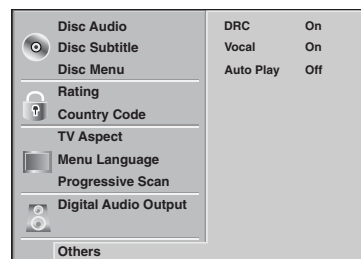 Disc Audio
Disc Subtitle
Disc Menu
Rating
Country Code
TV Aspect
Menu Language
Progressive Scan
Digital Audio Output
Others
DRC On
Vocal On
Auto Play Off